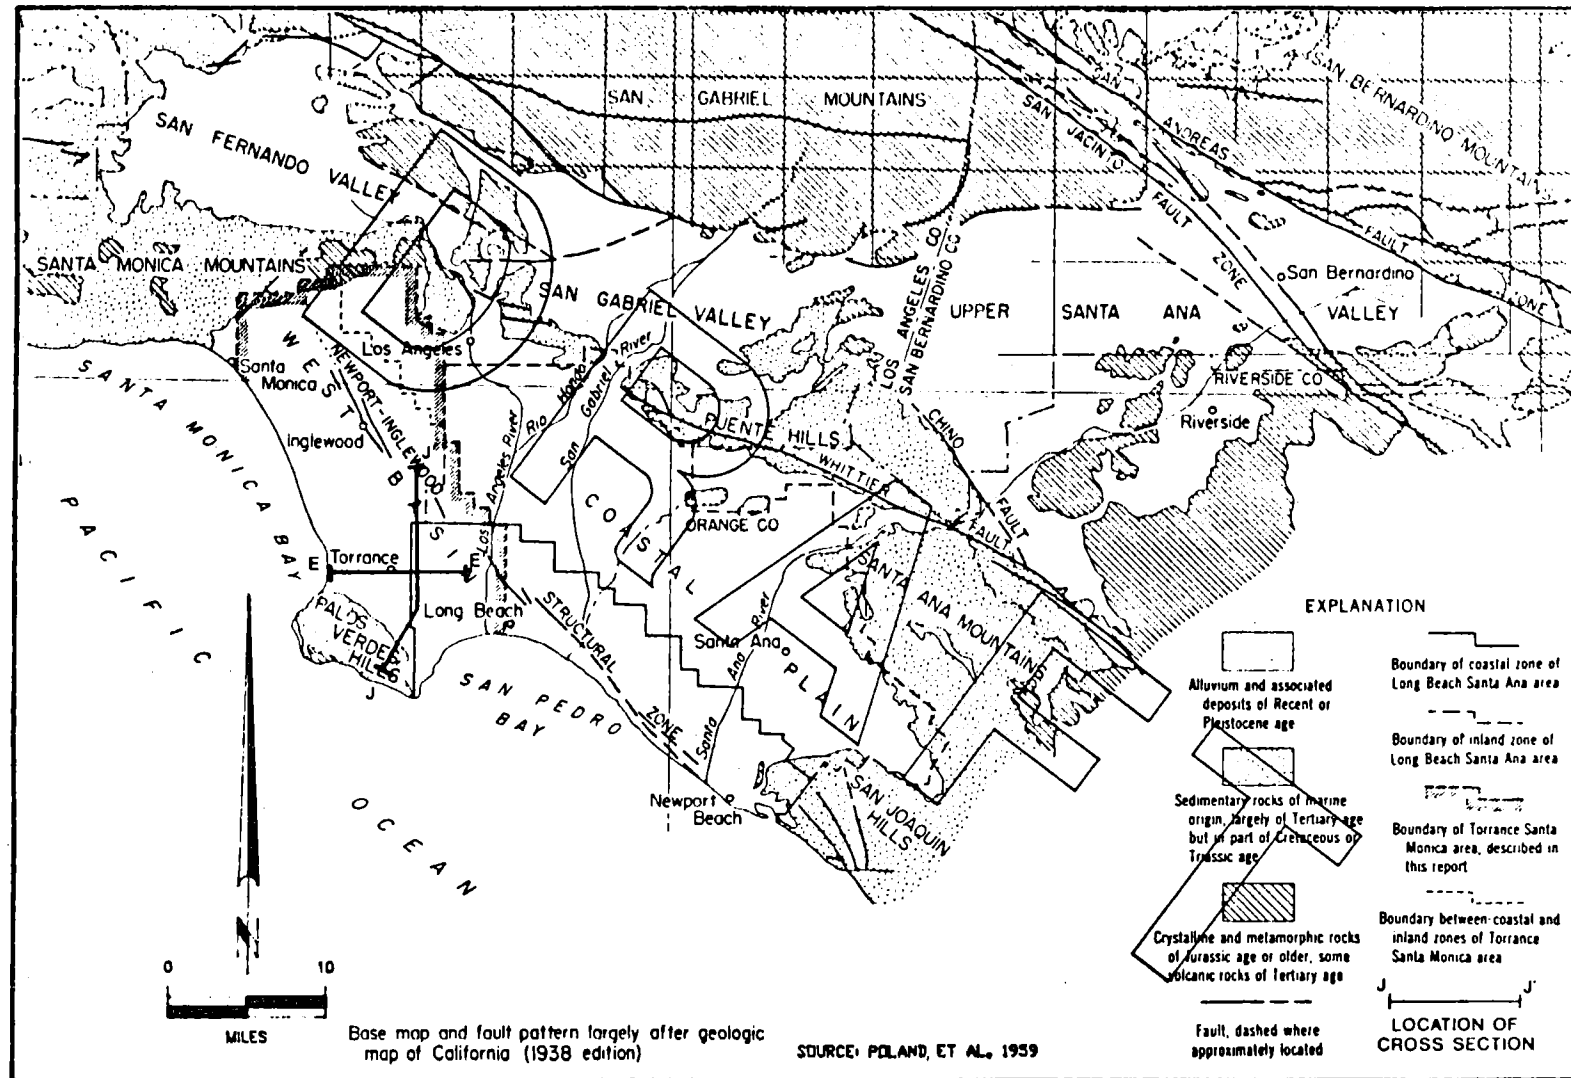 SAN GABRIEL MOUNTAINS
SAN BERNARDINO MOUNTAINS
SAN ANDREAS FAULT ZONE
SAN JACINTO FAULT ZONE
SAN FERNANDO VALLEY
SANTA MONICA MOUNTAINS
SAN GABRIEL VALLEY
UPPER SANTA ANA VALLEY
San Bernardino
LOS ANGELES CO
SAN BERNARDINO CO
RIVERSIDE CO
Riverside
Los Angeles
Santa
Monica
WEST B
NEWPORT-INGLEWOOD
Inglewood
SANTA MONICA BAY
PACIFIC
OCEAN
Los Angeles River
Rio Hondo
San Gabriel River
PUENTE HILLS
WHITTIER FAULT
CHINO FAULT
COASTAL
PLAIN
ORANGE CO
SANTA ANA MOUNTAINS
E
Torrance
E'
Long Beach
PALOS
VERDES
HILLS
J
J'
SAN PEDRO
BAY
STRUCTURAL
ZONE
Santa Ana
Santa Ana River
Newport
Beach
SAN JOAQUIN
HILLS
N
0 10
MILES
Base map and fault pattern largely after geologic
map of California (1938 edition)
SOURCE: POLAND, ET AL. 1959
EXPLANATION
Alluvium and associated
deposits of Recent or
Pleistocene age
Sedimentary rocks of marine
origin, largely of Tertiary age
but in part of Cretaceous or
Triassic age
Crystalline and metamorphic rocks
of Jurassic age or older, some
volcanic rocks of Tertiary age
Fault, dashed where
approximately located
Boundary of coastal zone of
Long Beach Santa Ana area
Boundary of inland zone of
Long Beach Santa Ana area
Boundary of Torrance Santa
Monica area, described in
this report
Boundary between coastal and
inland zones of Torrance
Santa Monica area
J J'
LOCATION OF
CROSS SECTION